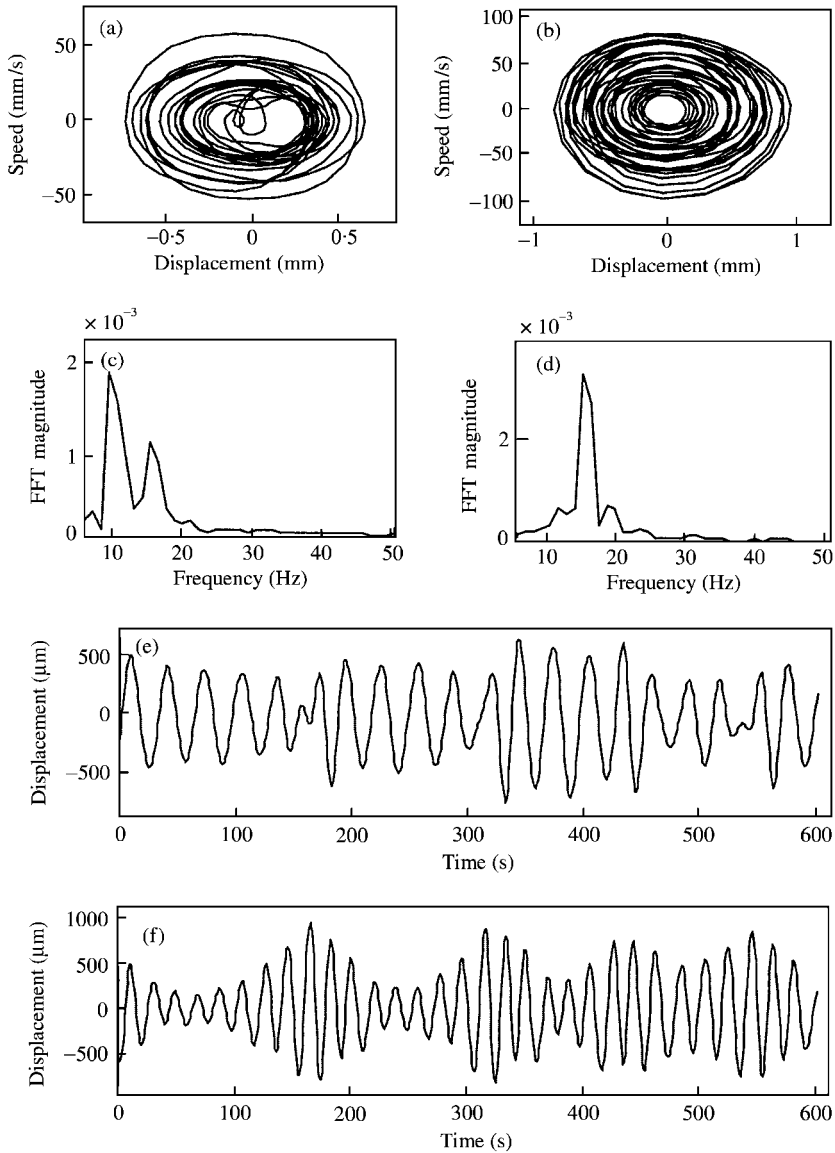 (a)
50
0
−50
Speed (mm/s)
−0·5 0 0·5
Displacement (mm)
(b)
100
50
0
−50
−100
Speed (mm/s)
−1 0 1
Displacement (mm)
× 10⁻³
(c)
2
1
0
FFT magnitude
10 20 30 40 50
Frequency (Hz)
× 10⁻³
(d)
2
0
FFT magnitude
10 20 30 40 50
Frequency (Hz)
(e)
500
0
−500
Displacement (μm)
0 100 200 300 400 500 600
Time (s)
(f)
1000
500
0
−500
Displacement (μm)
0 100 200 300 400 500 600
Time (s)